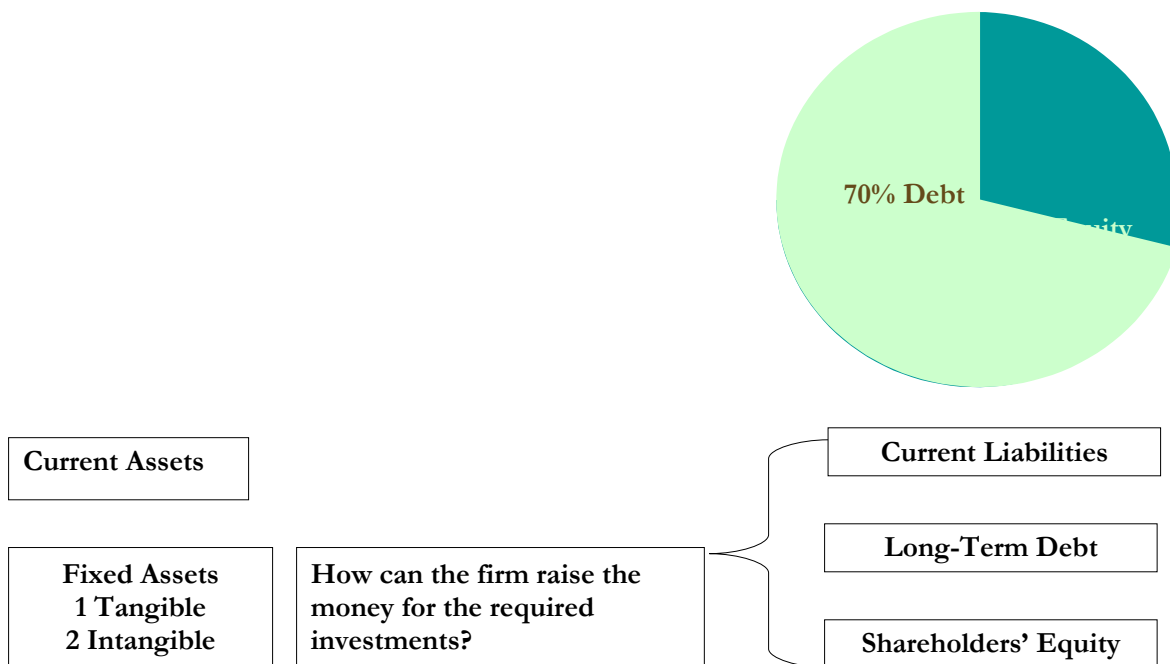 70% Debt
Equity
Current Assets
Current Liabilities
Long-Term Debt
Fixed Assets
1 Tangible
2 Intangible
How can the firm raise the
money for the required
investments?
Shareholders’ Equity